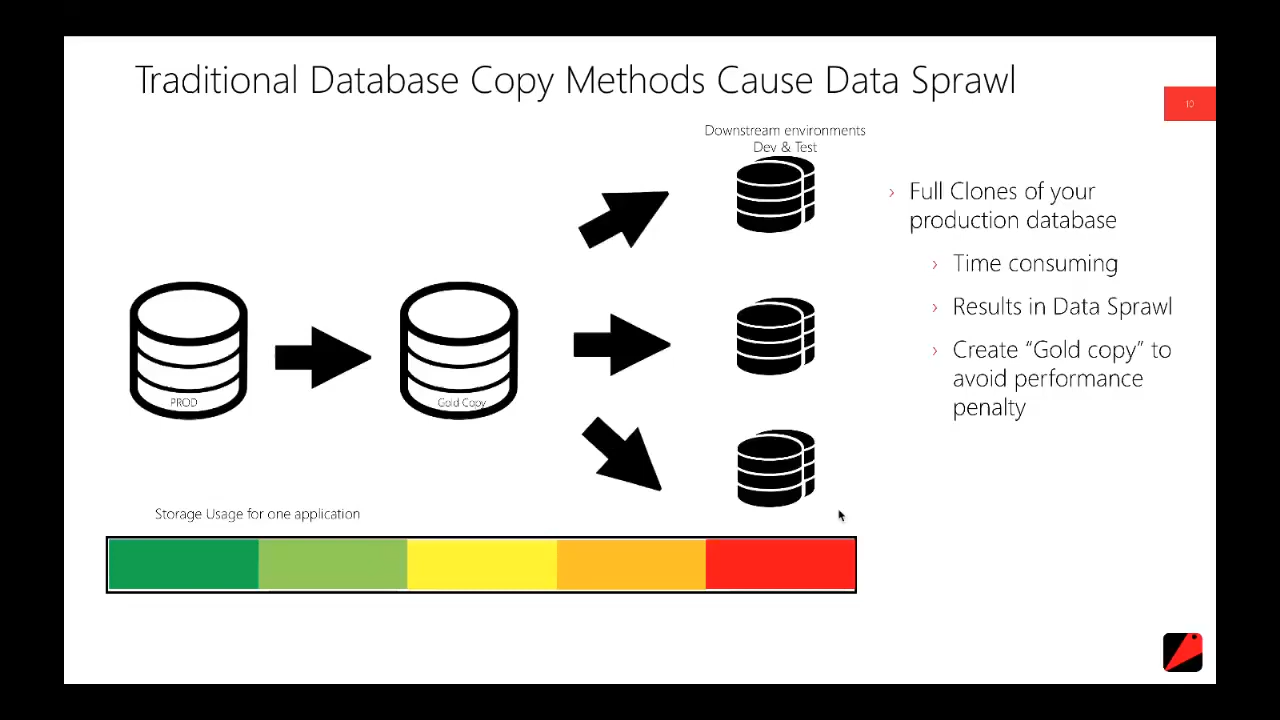 Traditional Database Copy Methods Cause Data Sprawl
10
Downstream environments
Dev & Test
› Full Clones of your
production database
› Time consuming
› Results in Data Sprawl
› Create “Gold copy” to
avoid performance
penalty
PROD
Gold Copy
Storage Usage for one application